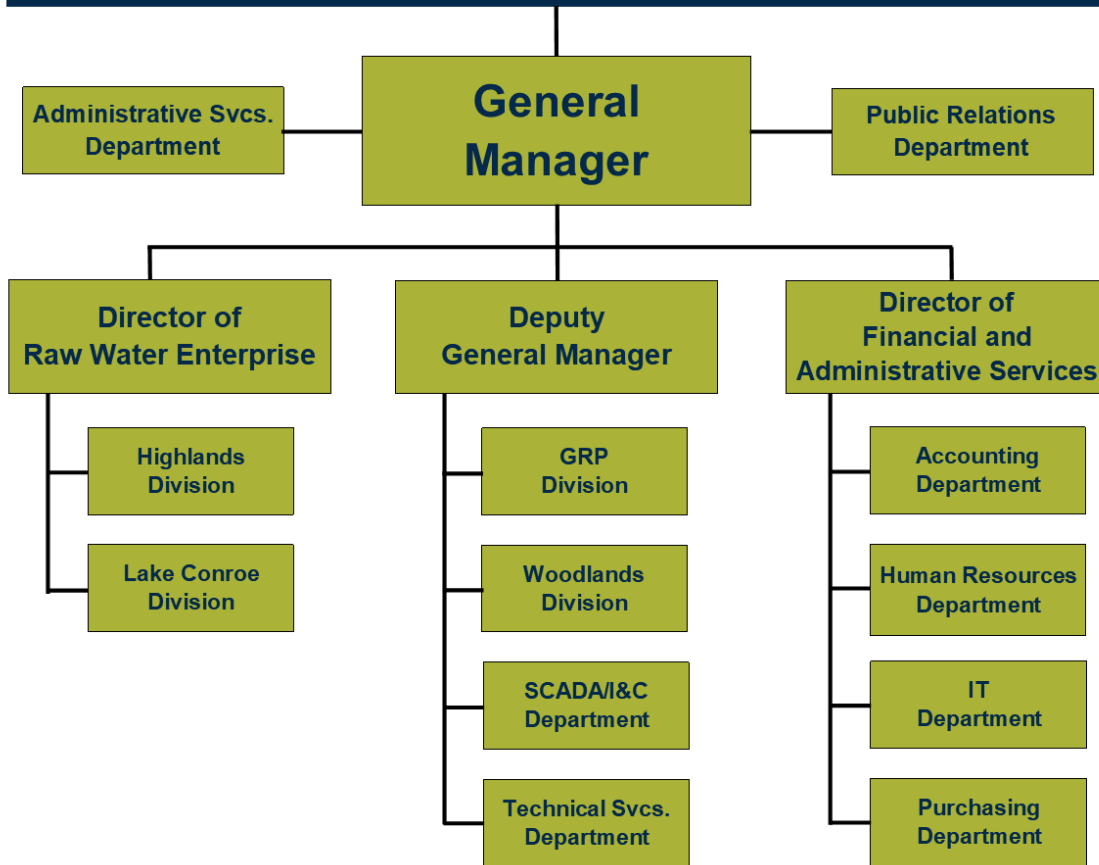 General
Manager
Administrative Svcs.
Department
Public Relations
Department
Director of
Raw Water Enterprise
Deputy
General Manager
Director of
Financial and
Administrative Services
Highlands
Division
Lake Conroe
Division
GRP
Division
Woodlands
Division
SCADA/I&C
Department
Technical Svcs.
Department
Accounting
Department
Human Resources
Department
IT
Department
Purchasing
Department